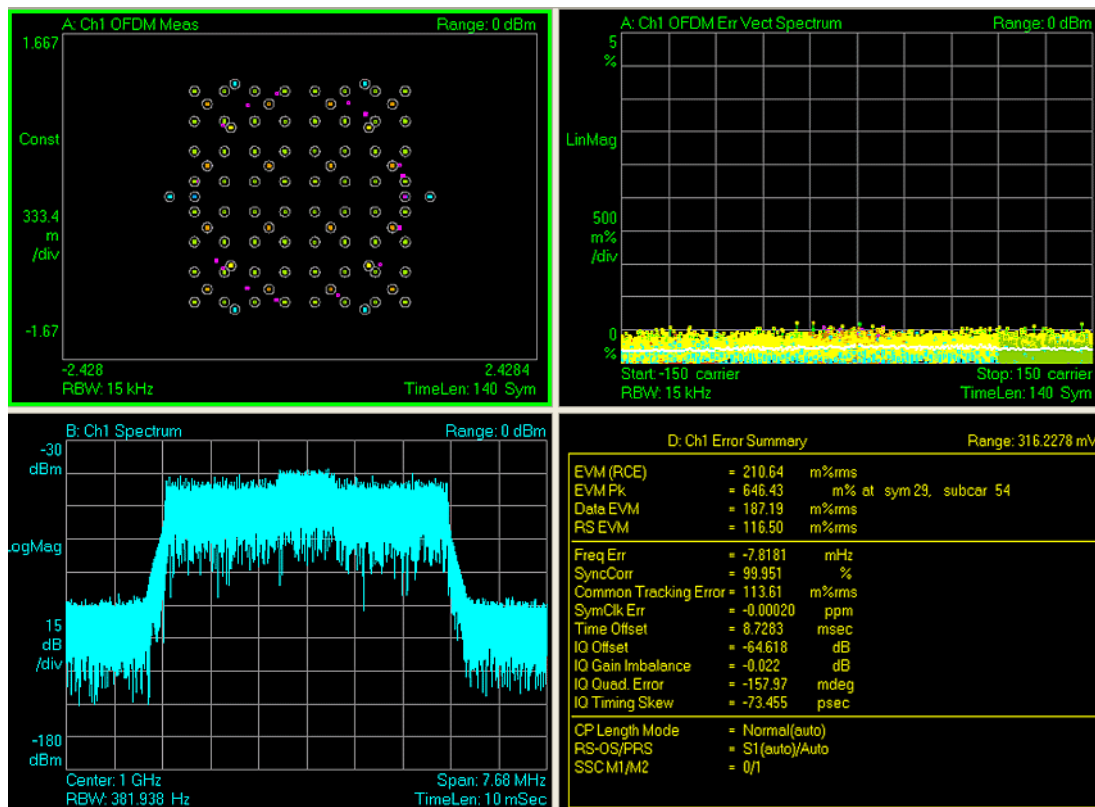 A: Ch1 OFDM Meas Range: 0 dBm
1.667
Const
333.4
m
/div
-1.67
-2.428 2.4284
RBW: 15 kHz TimeLen: 140 Sym
A: Ch1 OFDM Err Vect Spectrum Range: 0 dBm
5
%
LinMag
500
m%
/div
0
%
Start: -150 carrier Stop: 150 carrier
RBW: 15 kHz TimeLen: 140 Sym
B: Ch1 Spectrum Range: 0 dBm
-30
dBm
LogMag
15
dB
/div
-180
dBm
Center: 1 GHz Span: 7.68 MHz
RBW: 381.938 Hz TimeLen: 10 mSec
D: Ch1 Error Summary Range: 316.2278 mV
EVM (RCE) = 210.64 m%rms
EVM Pk = 646.43 m% at sym 29, subcar 54
Data EVM = 187.19 m%rms
RS EVM = 116.50 m%rms
Freq Err = -7.8181 mHz
SyncCorr = 99.951 %
Common Tracking Error = 113.61 m%rms
SymClk Err = -0.00020 ppm
Time Offset = 8.7283 msec
IQ Offset = -64.618 dB
IQ Gain Imbalance = -0.022 dB
IQ Quad. Error = -157.97 mdeg
IQ Timing Skew = -73.455 psec
CP Length Mode = Normal(auto)
RS-OS/PRS = S1(auto)/Auto
SSC M1/M2 = 0/1